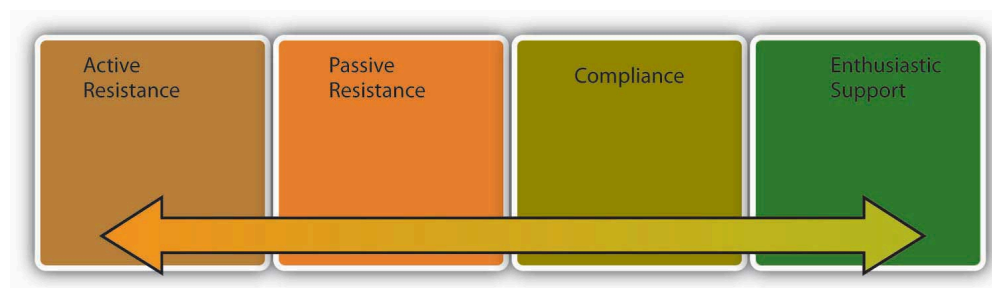 Active
Resistance
Passive
Resistance
Compliance
Enthusiastic
Support